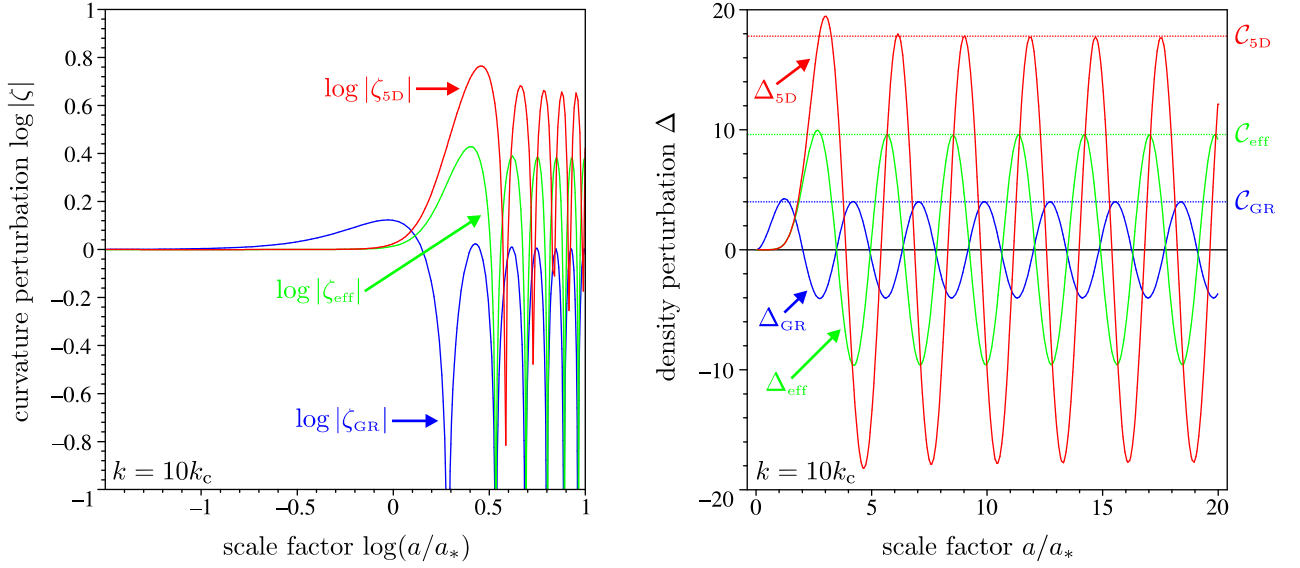 curvature perturbation log |ζ|
1
0.8
0.6
0.4
0.2
0
−0.2
−0.4
−0.6
−0.8
−1
log |ζ5D|
log |ζeff|
log |ζGR|
k = 10kc
−1
−0.5
0
0.5
1
scale factor log(a/a*)
density perturbation Δ
20
10
0
−10
−20
Δ5D
ΔGR
Δeff
C5D
Ceff
CGR
k = 10kc
0
5
10
15
20
scale factor a/a*